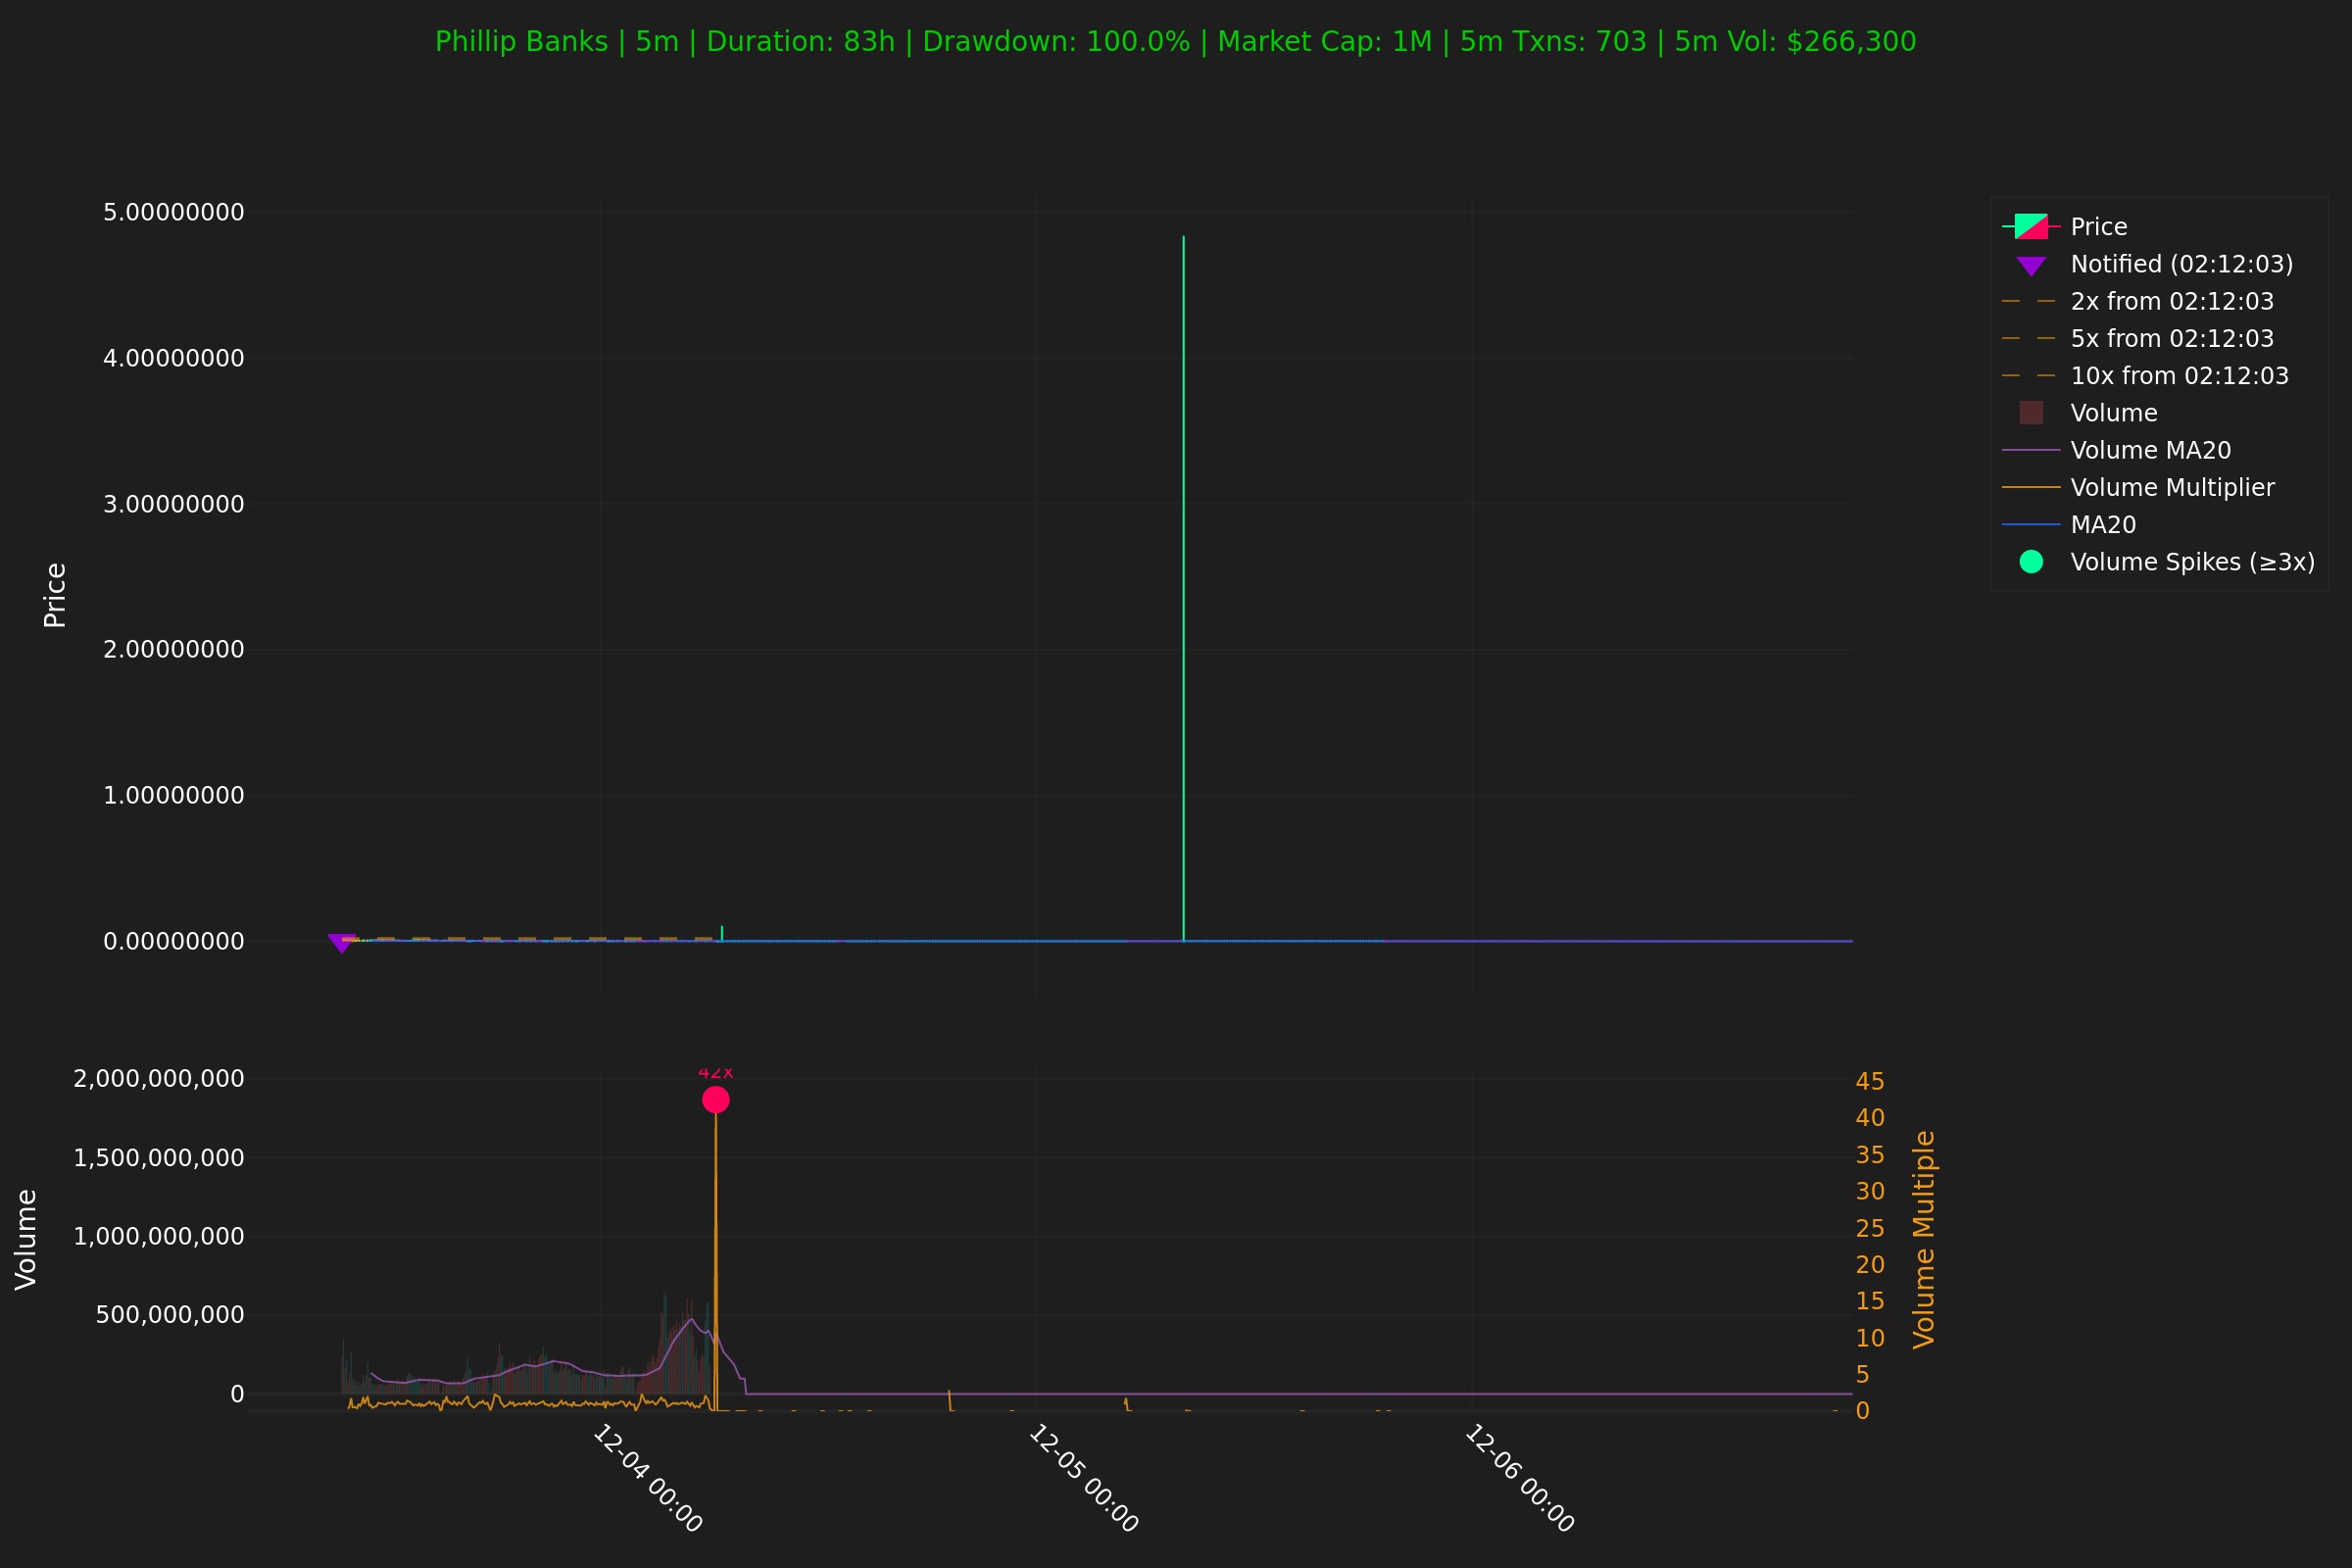 Phillip Banks | 5m | Duration: 83h | Drawdown: 100.0% | Market Cap: 1M | 5m Txns: 703 | 5m Vol: $266,300
5.00000000
4.00000000
3.00000000
2.00000000
1.00000000
0.00000000
Price
Price
Notified (02:12:03)
2x from 02:12:03
5x from 02:12:03
10x from 02:12:03
Volume
Volume MA20
Volume Multiplier
MA20
Volume Spikes (≥3x)
42x
2,000,000,000
1,500,000,000
1,000,000,000
500,000,000
0
Volume
45
40
35
30
25
20
15
10
5
0
Volume Multiple
12-04 00:00
12-05 00:00
12-06 00:00